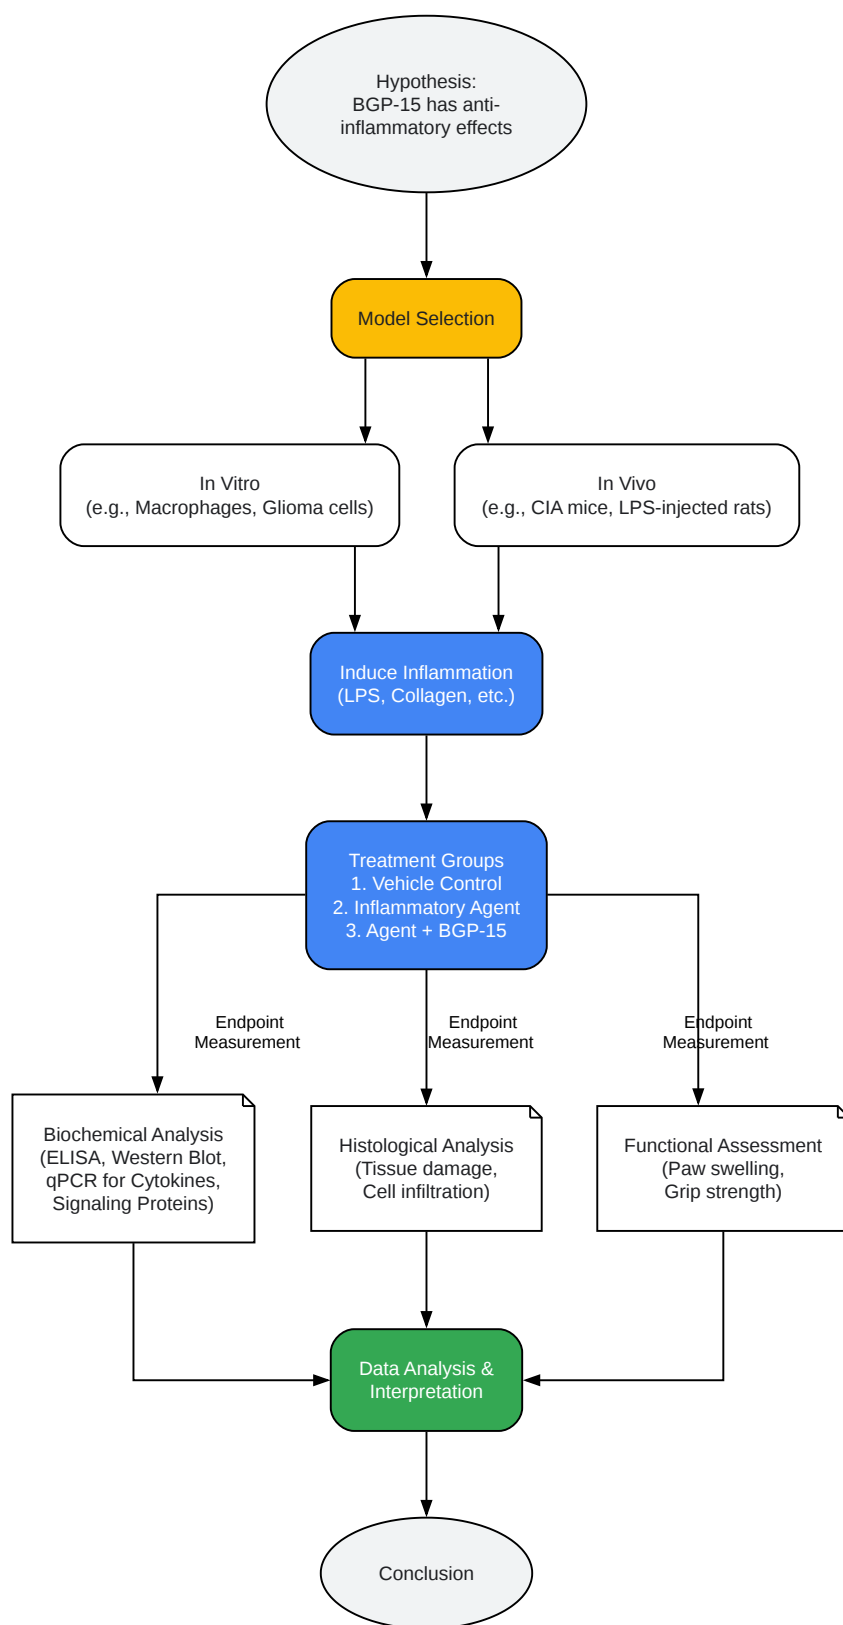 Hypothesis:
BGP-15 has anti-
inflammatory effects
Model Selection
In Vitro
(e.g., Macrophages, Glioma cells)
In Vivo
(e.g., CIA mice, LPS-injected rats)
Induce Inflammation
(LPS, Collagen, etc.)
Treatment Groups
1. Vehicle Control
2. Inflammatory Agent
3. Agent + BGP-15
Endpoint
Measurement
Endpoint
Measurement
Endpoint
Measurement
Biochemical Analysis
(ELISA, Western Blot,
qPCR for Cytokines,
Signaling Proteins)
Histological Analysis
(Tissue damage,
Cell infiltration)
Functional Assessment
(Paw swelling,
Grip strength)
Data Analysis &
Interpretation
Conclusion